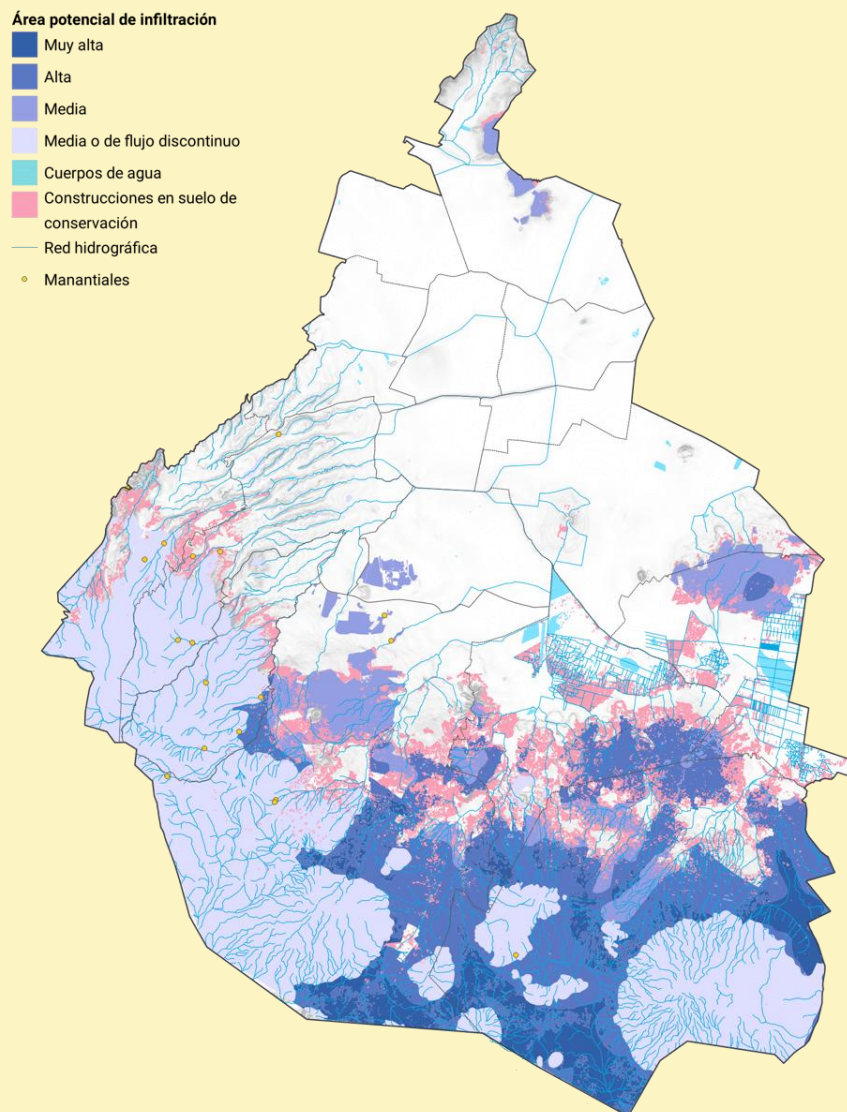 Área potencial de infiltración
Muy alta
Alta
Media
Media o de flujo discontinuo
Cuerpos de agua
Construcciones en suelo de
conservación
Red hidrográfica
Manantiales